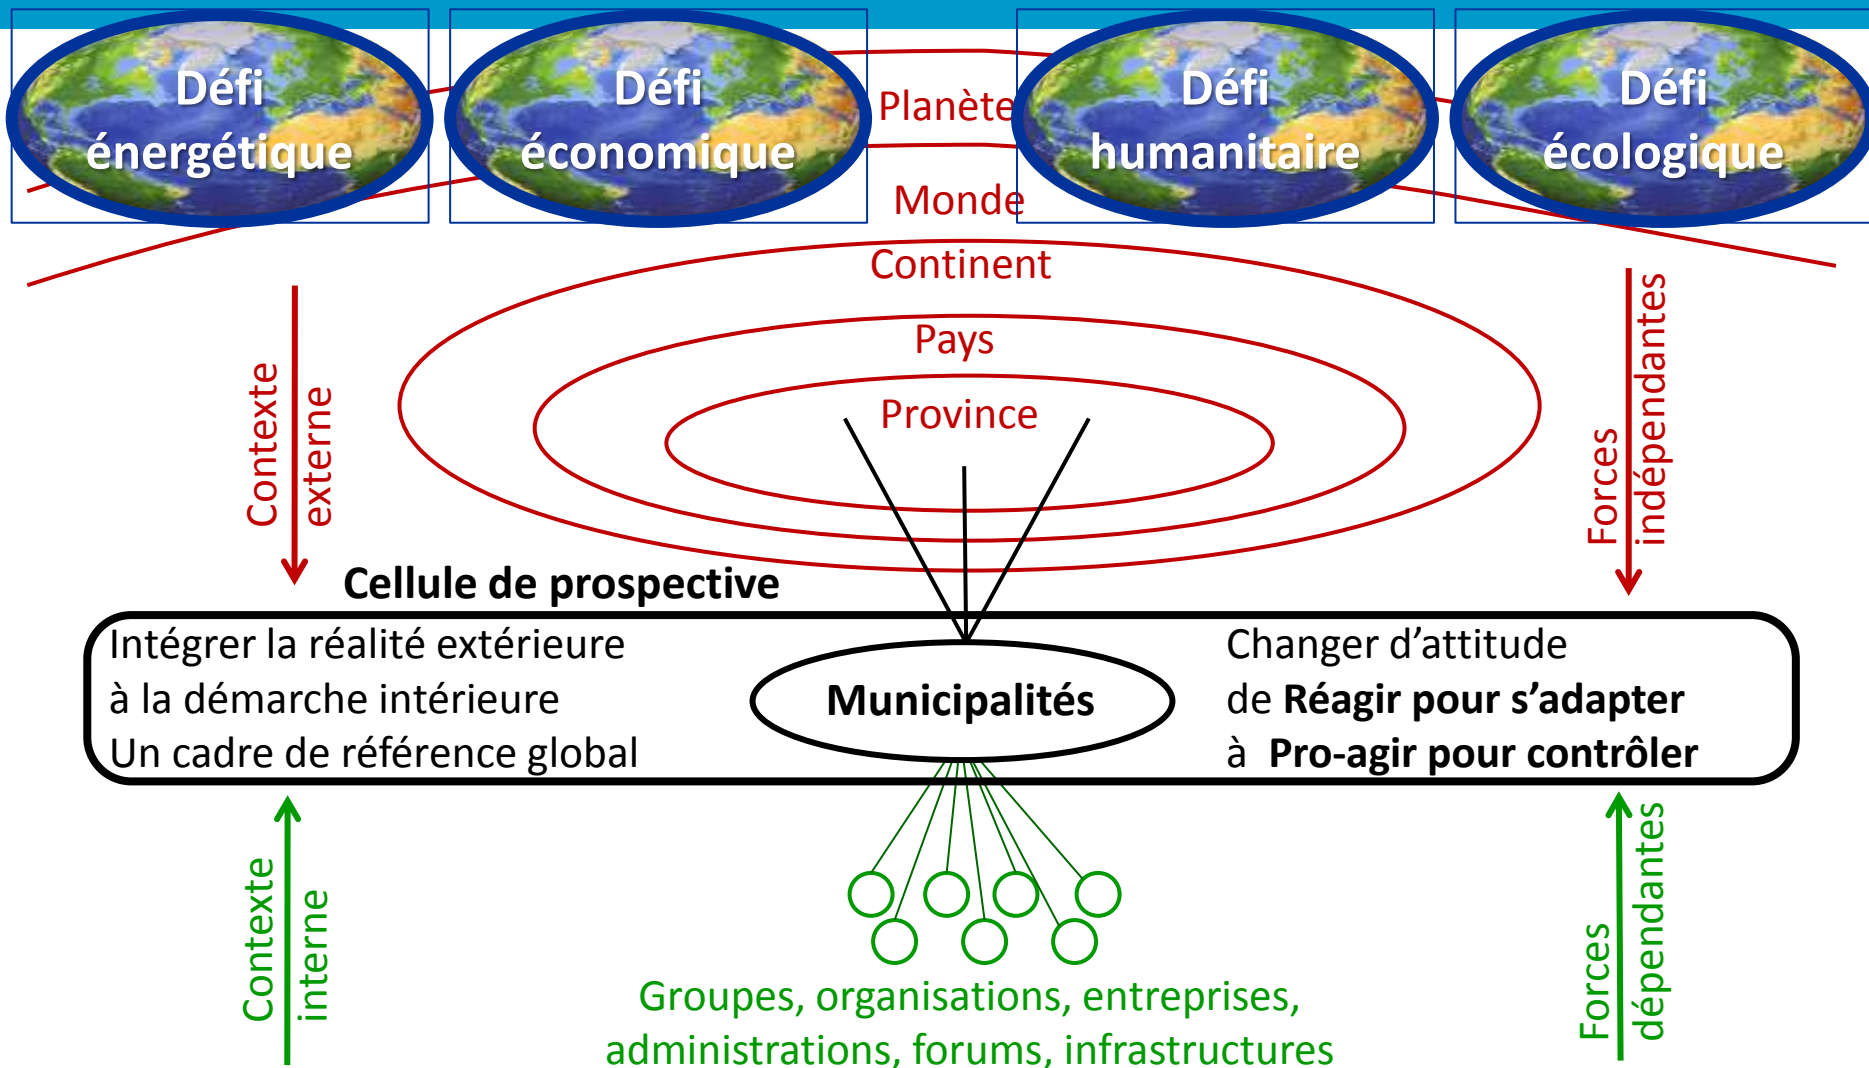 Défi
énergétique
Défi
économique
Défi
humanitaire
Défi
écologique
Planète
Monde
Continent
Pays
Province
Contexte
externe
Forces
indépendantes
Cellule de prospective
Intégrer la réalité extérieure
à la démarche intérieure
Un cadre de référence global
Municipalités
Changer d’attitude
de Réagir pour s’adapter
à Pro-agir pour contrôler
Contexte
interne
Forces
dépendantes
Groupes, organisations, entreprises,
administrations, forums, infrastructures